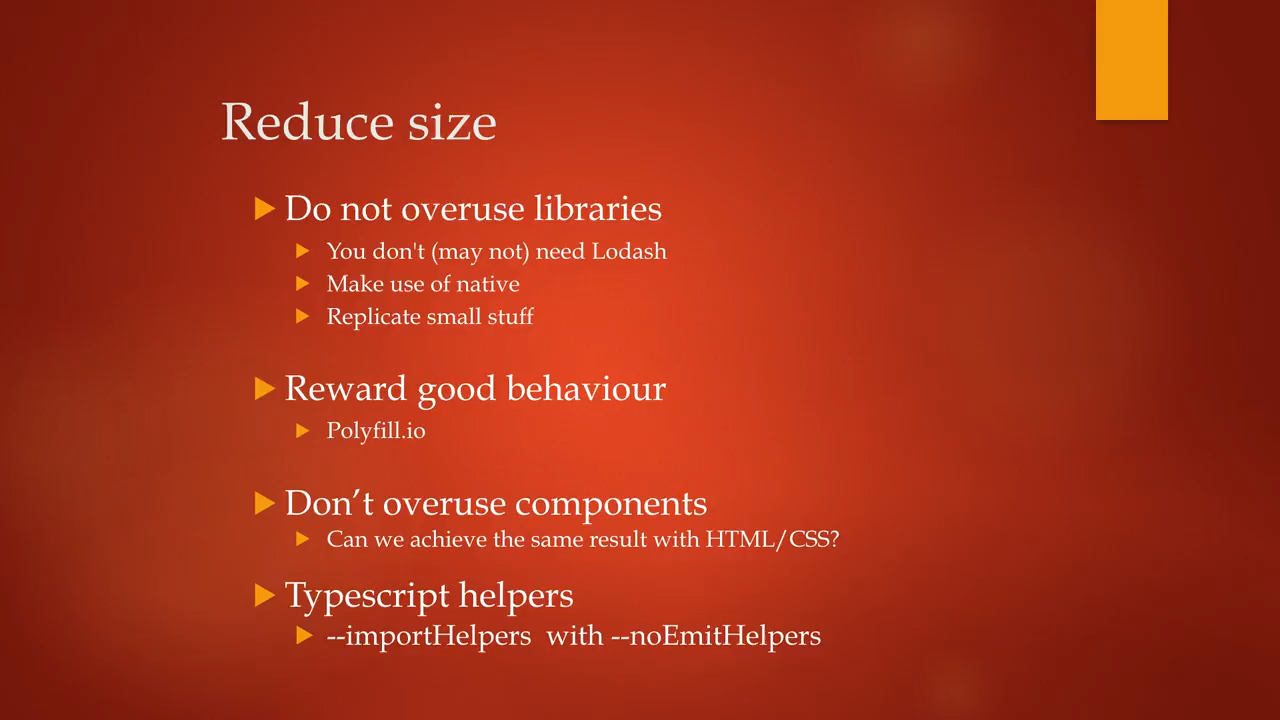 Reduce size
Do not overuse libraries
You don't (may not) need Lodash
Make use of native
Replicate small stuff
Reward good behaviour
Polyfill.io
Don’t overuse components
Can we achieve the same result with HTML/CSS?
Typescript helpers
--importHelpers  with --noEmitHelpers